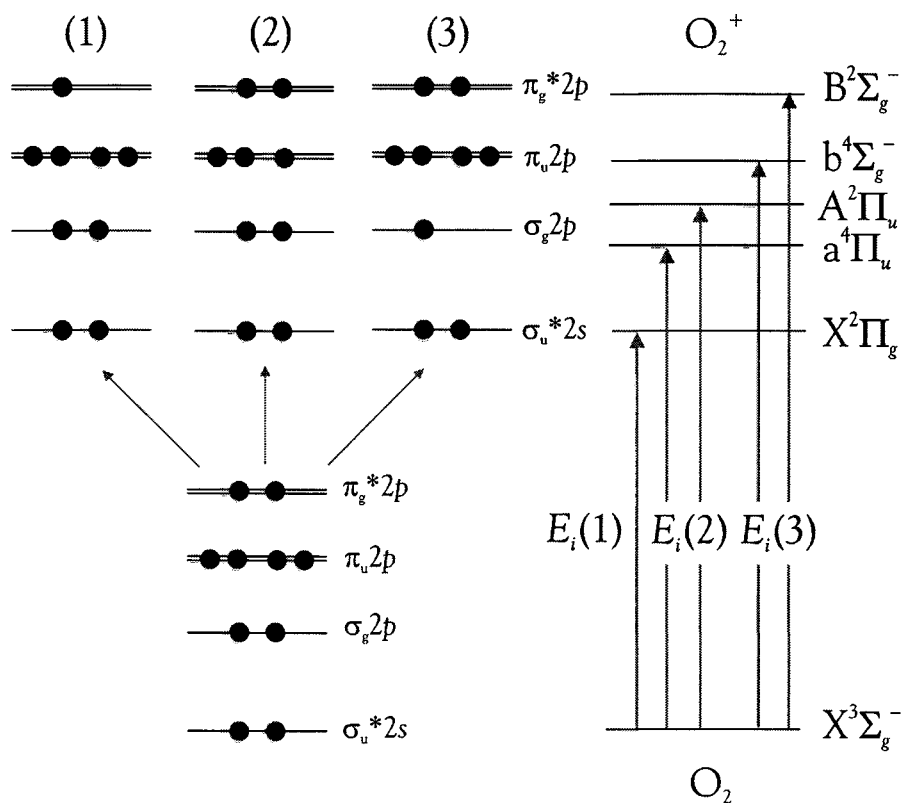 (1) (2) (3) O₂⁺
πg*2p B²Σg⁻
πu2p b⁴Σg⁻
A²Πu
σg2p a⁴Πu
σu*2s X²Πg
πg*2p
Ei(1) Ei(2) Ei(3)
πu2p
σg2p
σu*2s X³Σg⁻
O₂